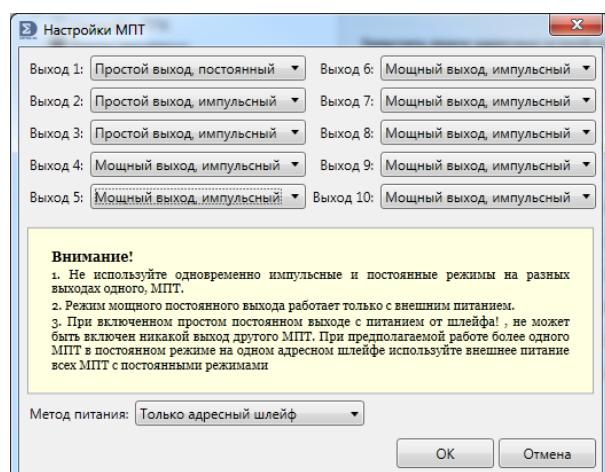 Настройки МПТ
Выход 1: Простой выход, постоянный Выход 6: Мощный выход, импульсный
Выход 2: Простой выход, импульсный Выход 7: Мощный выход, импульсный
Выход 3: Простой выход, импульсный Выход 8: Мощный выход, импульсный
Выход 4: Мощный выход, импульсный Выход 9: Мощный выход, импульсный
Выход 5: Мощный выход, импульсный Выход 10: Мощный выход, импульсный
Внимание!
1. Не используйте одновременно импульсные и постоянные режимы на разных
выходах одного, МПТ.
2. Режим мощного постоянного выхода работает только с внешним питанием.
3. При включенном простом постоянном выходе с питанием от шлейфа! , не может
быть включен никакой выход другого МПТ. При предполагаемой работе более одного
МПТ в постоянном режиме на одном адресном шлейфе используйте внешнее питание
всех МПТ с постоянными режимами
Метод питания: Только адресный шлейф
ОК Отмена